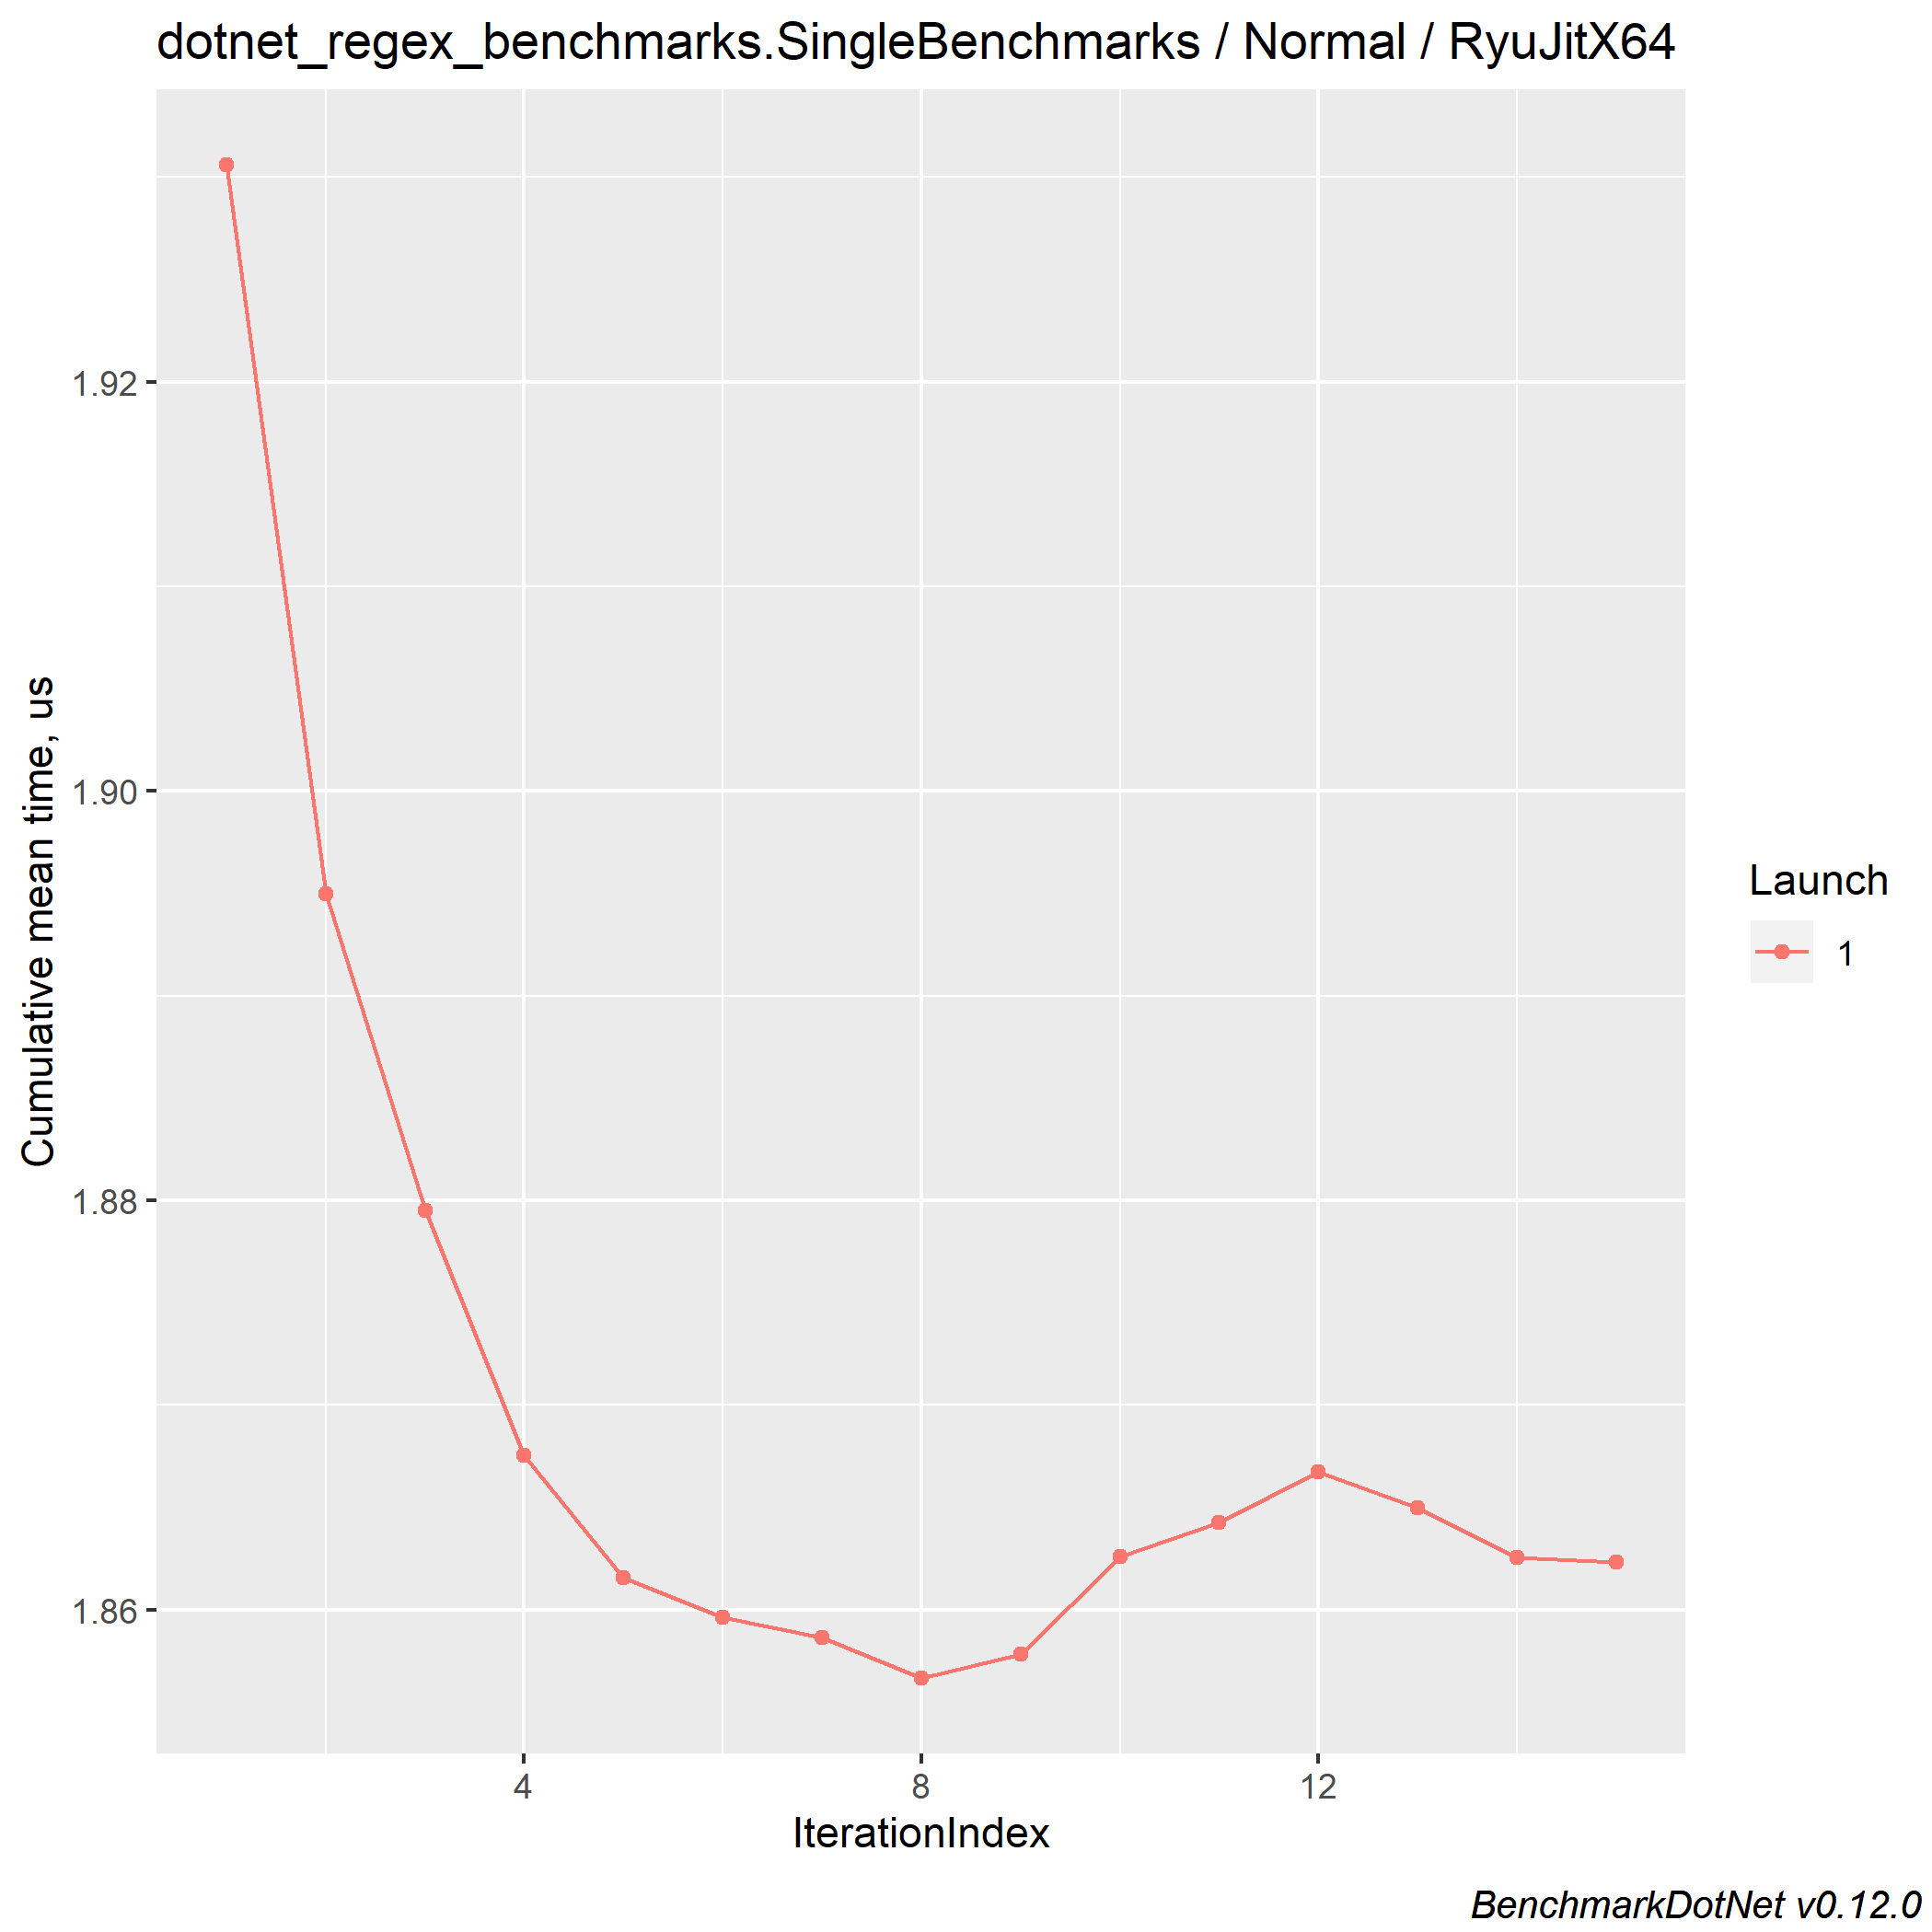 dotnet_regex_benchmarks.SingleBenchmarks / Normal / RyuJitX64
Cumulative mean time, us
1.92
1.90
1.88
1.86
4 8 12
IterationIndex
Launch
1
BenchmarkDotNet v0.12.0